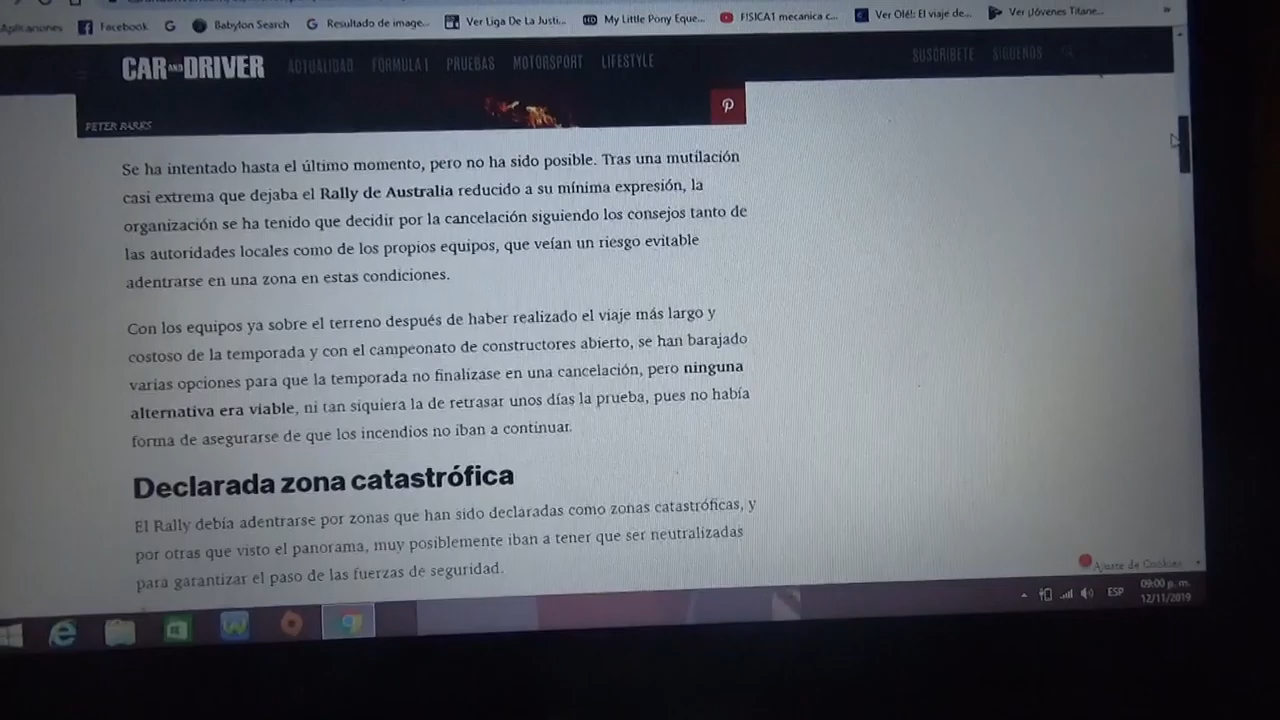 Aplicaciones Facebook Babylon Search Resultado de image... Ver Liga De La Justi... My Little Pony Eque... FISICA1 mecanica c... Ver Olé!: El viaje de... Ver ¡Jóvenes Titane... »
CAR AND DRIVER ACTUALIDAD FÓRMULA 1 PRUEBAS MOTORSPORT LIFESTYLE SUSCRÍBETE SÍGUENOS
PETER PARKS
Se ha intentado hasta el último momento, pero no ha sido posible. Tras una mutilación
casi extrema que dejaba el Rally de Australia reducido a su mínima expresión, la
organización se ha tenido que decidir por la cancelación siguiendo los consejos tanto de
las autoridades locales como de los propios equipos, que veían un riesgo evitable
adentrarse en una zona en estas condiciones.
Con los equipos ya sobre el terreno después de haber realizado el viaje más largo y
costoso de la temporada y con el campeonato de constructores abierto, se han barajado
varias opciones para que la temporada no finalizase en una cancelación, pero ninguna
alternativa era viable, ni tan siquiera la de retrasar unos días la prueba, pues no había
forma de asegurarse de que los incendios no iban a continuar.
Declarada zona catastrófica
El Rally debía adentrarse por zonas que han sido declaradas como zonas catastróficas, y
por otras que visto el panorama, muy posiblemente iban a tener que ser neutralizadas
para garantizar el paso de las fuerzas de seguridad.
Ajuste de Cookies
ESP 09:00 p. m.
12/11/2019